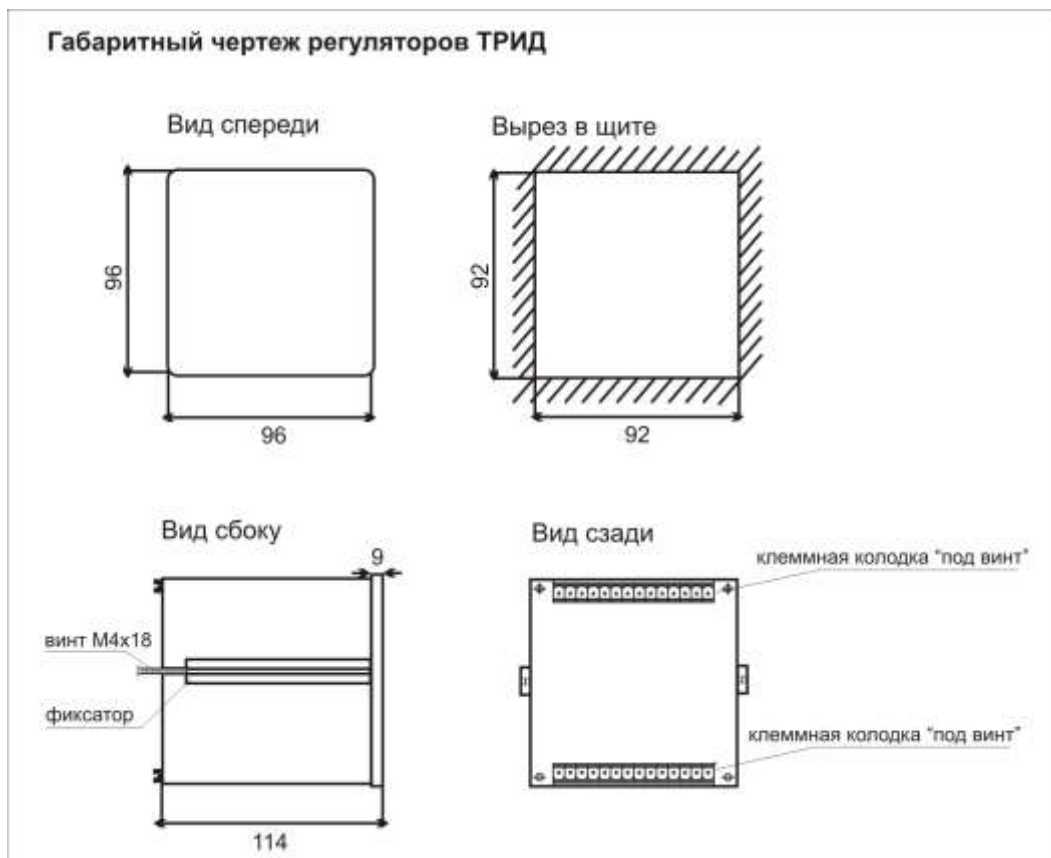 Габаритный чертеж регуляторов ТРИД
Вид спереди
Вырез в щите
96
92
96
92
Вид сбоку
Вид сзади
9
клеммная колодка "под винт"
винт М4х18
фиксатор
клеммная колодка "под винт"
114